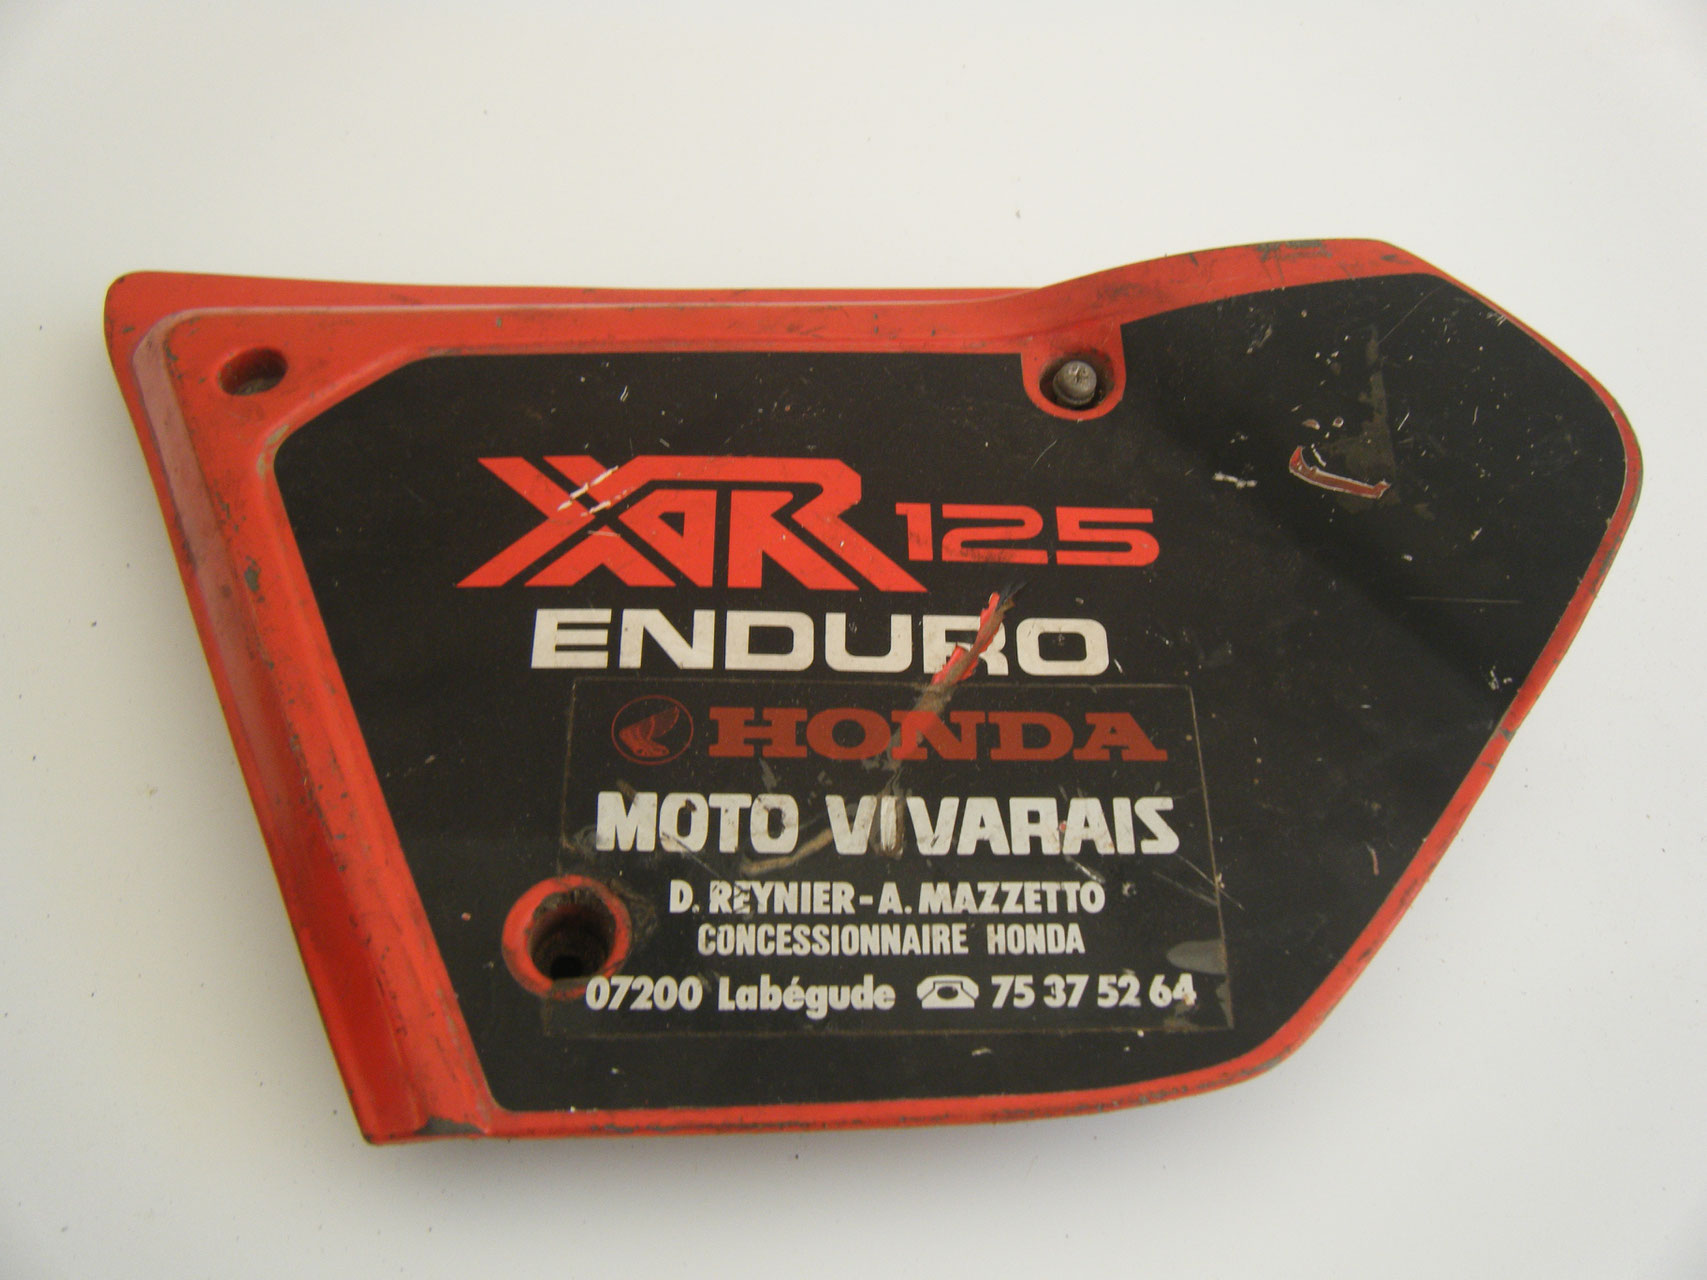 XR 125
ENDURO
HONDA
MOTO VIVARAIS
D. REYNIER - A. MAZZETTO
CONCESSIONNAIRE HONDA
07200 Labégude ☎ 75 37 52 64